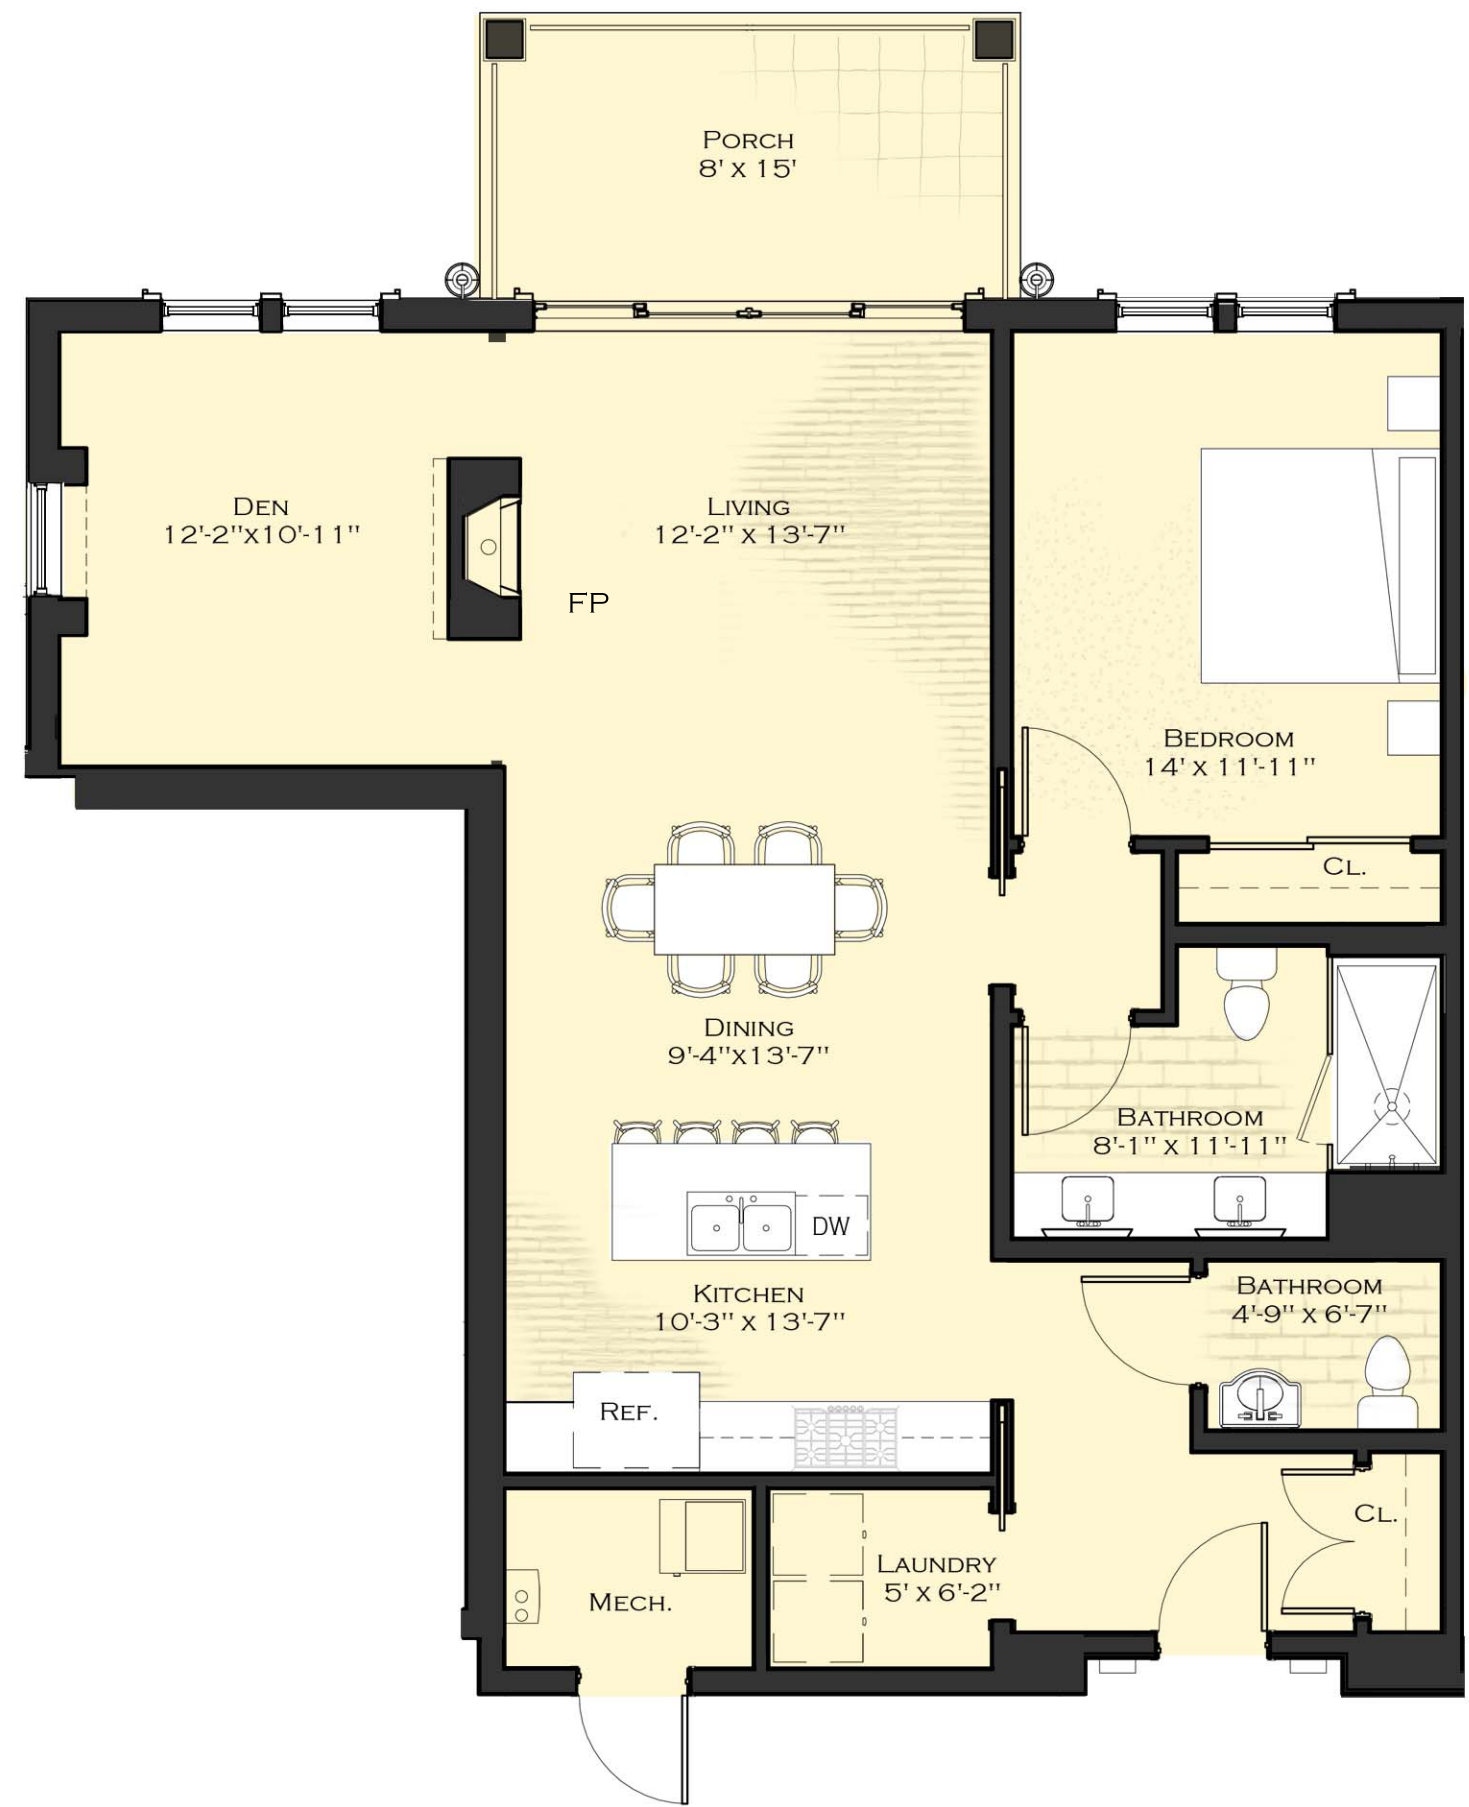 PORCH
8' X 15'
DEN
12'-2"X10'-11"
LIVING
12'-2" X 13'-7"
FP
BEDROOM
14' X 11'-11"
CL.
DINING
9'-4"X13'-7"
BATHROOM
8'-1" X 11'-11"
DW
KITCHEN
10'-3" X 13'-7"
BATHROOM
4'-9" X 6'-7"
REF.
CL.
LAUNDRY
5' X 6'-2"
MECH.